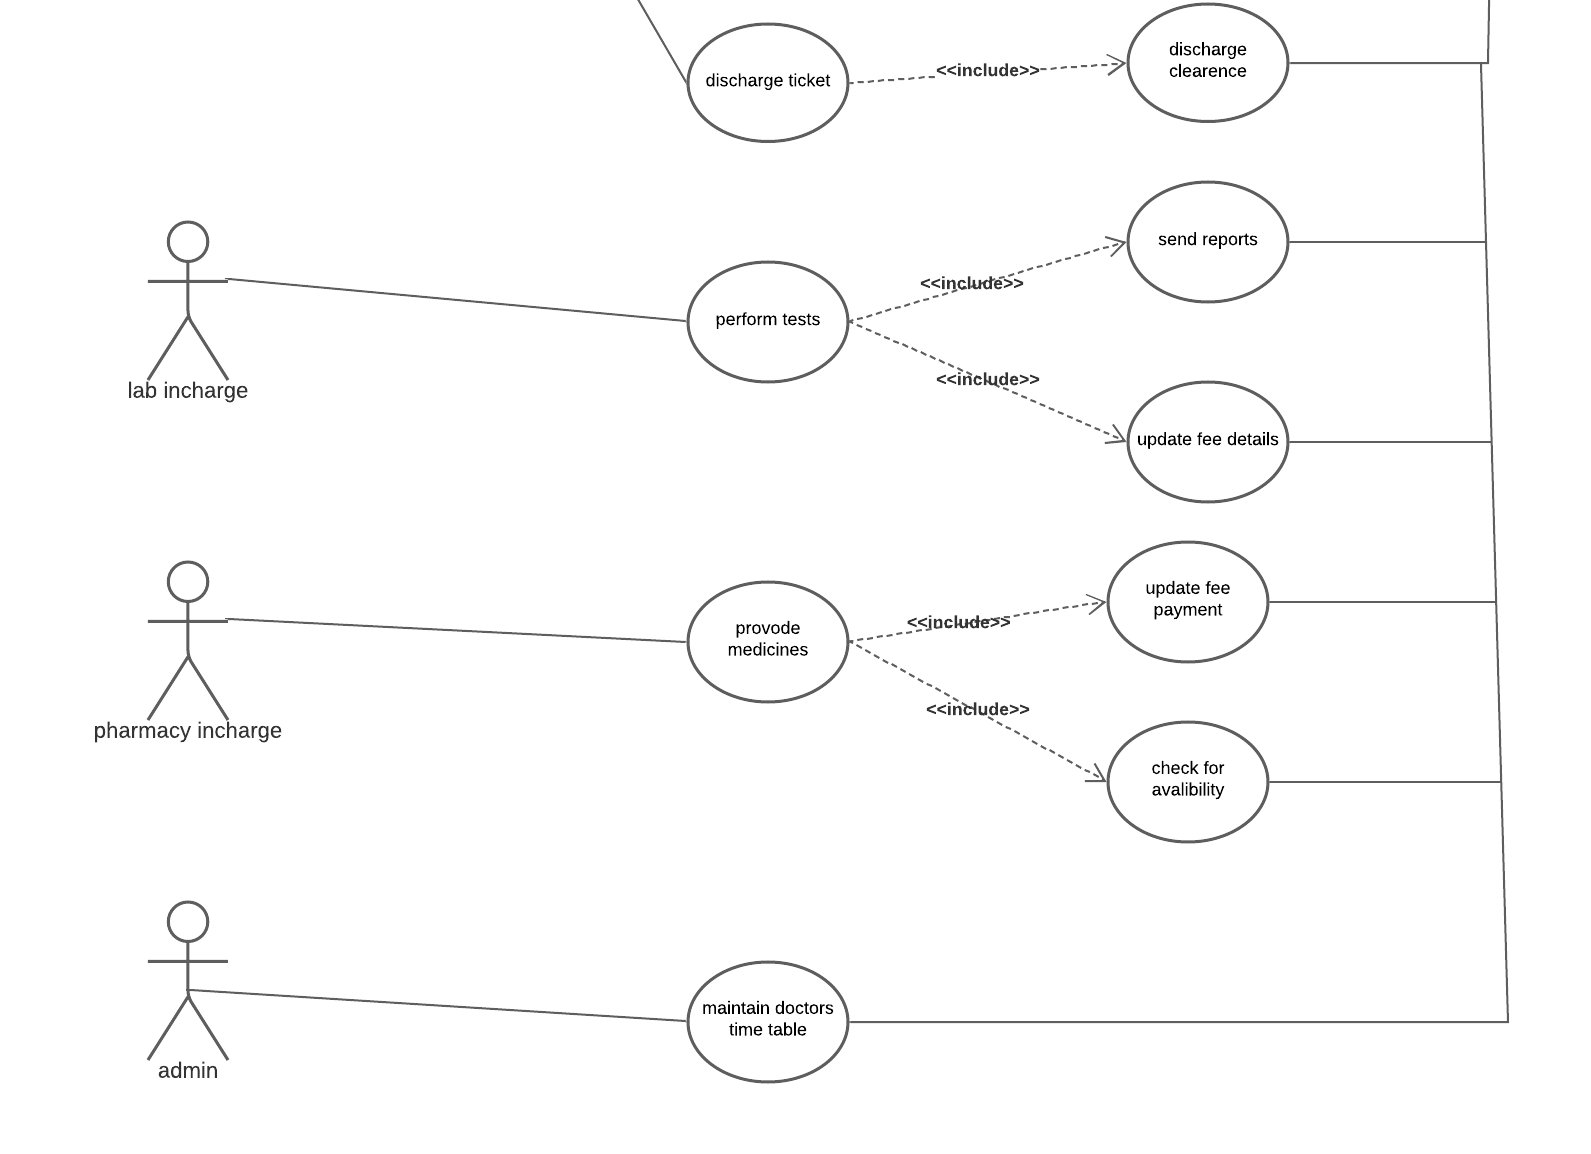 discharge ticket
<<include>>
discharge
clearence
send reports
<<include>>
perform tests
<<include>>
lab incharge
update fee details
update fee
payment
<<include>>
provode
medicines
<<include>>
pharmacy incharge
check for
avalibility
maintain doctors
time table
admin